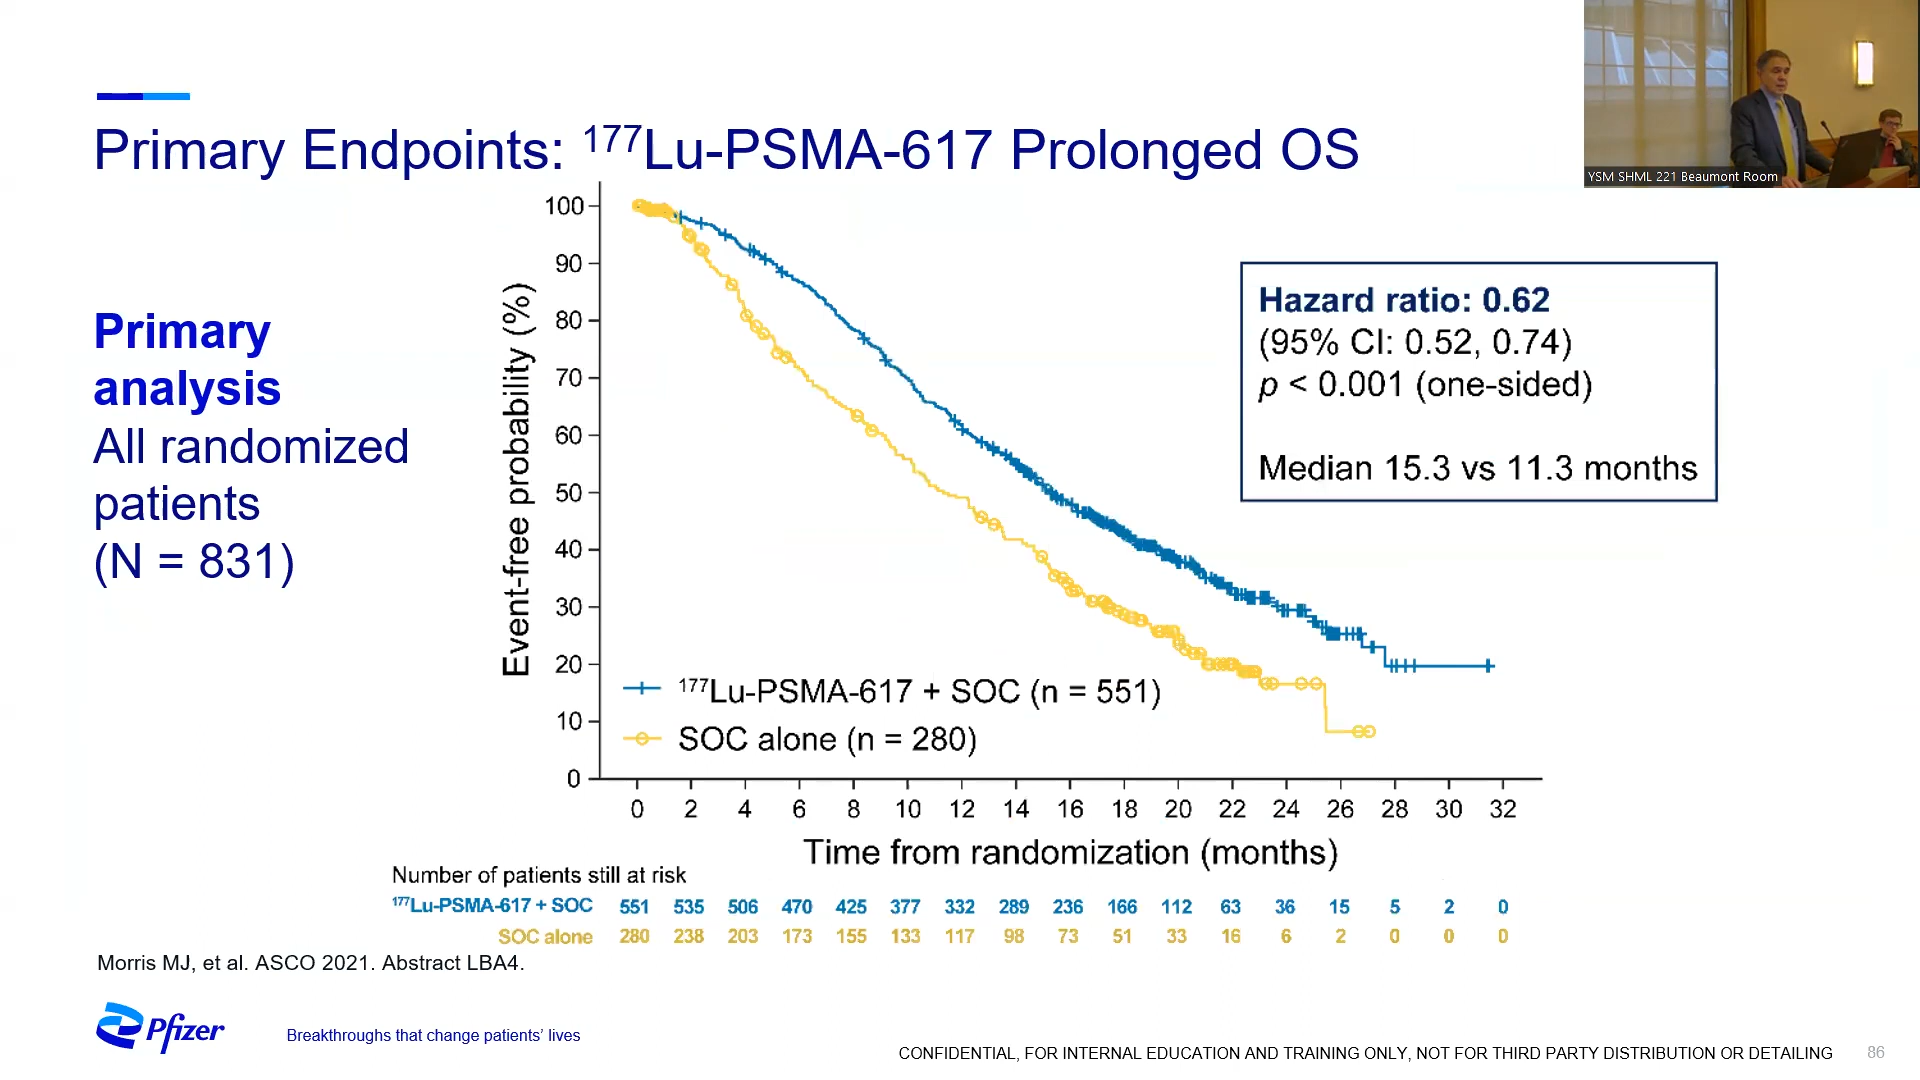 Primary Endpoints: ¹⁷⁷Lu-PSMA-617 Prolonged OS
YSM SHML 221 Beaumont Room
Primary
analysis
All randomized
patients
(N = 831)
Event-free probability (%)
100
90
80
70
60
50
40
30
20
10
0
Hazard ratio: 0.62
(95% CI: 0.52, 0.74)
p < 0.001 (one-sided)
Median 15.3 vs 11.3 months
¹⁷⁷Lu-PSMA-617 + SOC (n = 551)
SOC alone (n = 280)
0 2 4 6 8 10 12 14 16 18 20 22 24 26 28 30 32
Time from randomization (months)
Number of patients still at risk
¹⁷⁷Lu-PSMA-617 + SOC 551 535 506 470 425 377 332 289 236 166 112 63 36 15 5 2 0
SOC alone 280 238 203 173 155 133 117 98 73 51 33 16 6 2 0 0 0
Morris MJ, et al. ASCO 2021. Abstract LBA4.
Pfizer
Breakthroughs that change patients’ lives
CONFIDENTIAL, FOR INTERNAL EDUCATION AND TRAINING ONLY, NOT FOR THIRD PARTY DISTRIBUTION OR DETAILING
86